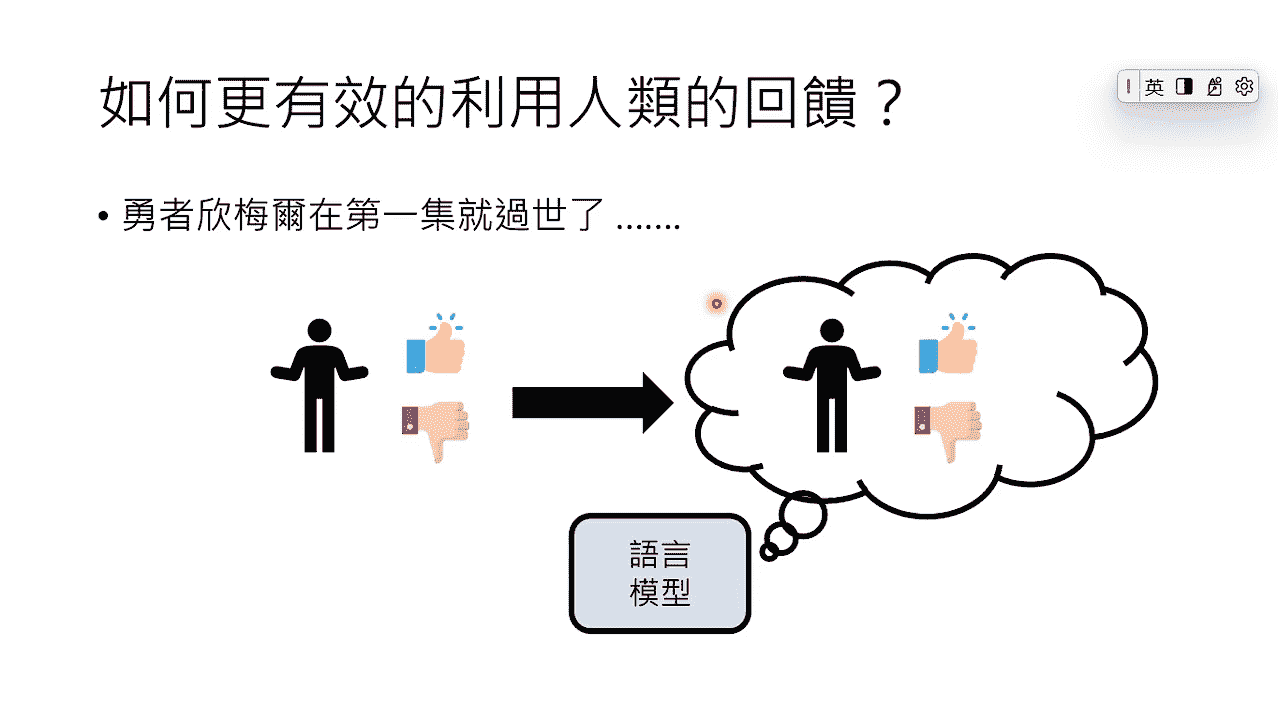 如何更有效的利用人類的回饋？
英
• 勇者欣梅爾在第一集就過世了 .......
語言
模型